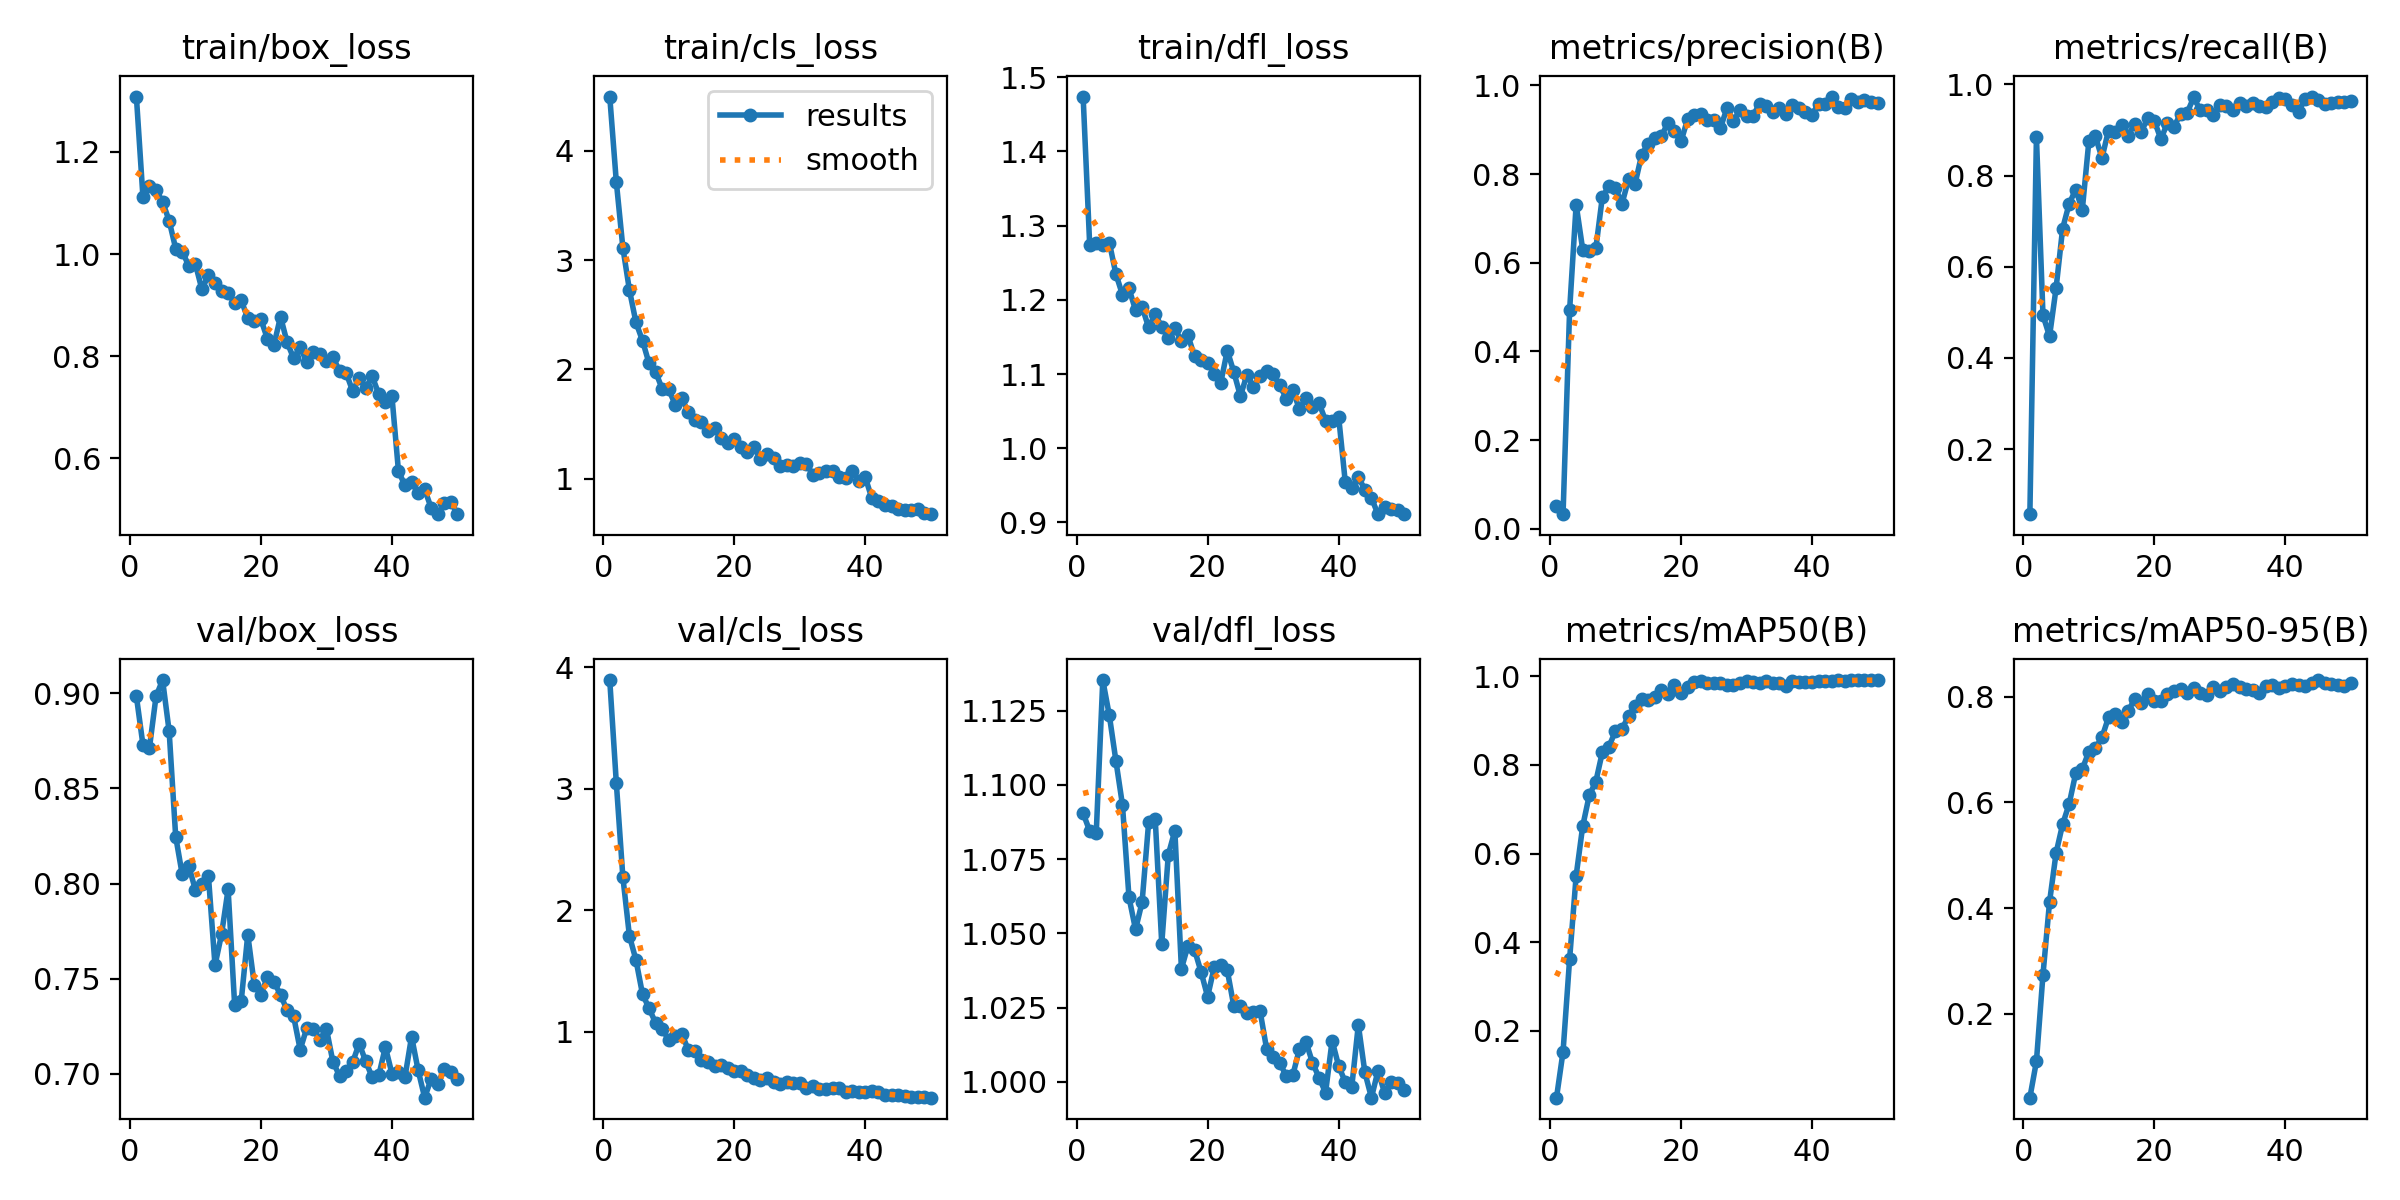 train/box_loss
1.2
1.0
0.8
0.6
0 20 40
train/cls_loss
results
smooth
4
3
2
1
0 20 40
train/dfl_loss
1.5
1.4
1.3
1.2
1.1
1.0
0.9
0 20 40
metrics/precision(B)
1.0
0.8
0.6
0.4
0.2
0.0
0 20 40
metrics/recall(B)
1.0
0.8
0.6
0.4
0.2
0 20 40
val/box_loss
0.90
0.85
0.80
0.75
0.70
0 20 40
val/cls_loss
4
3
2
1
0 20 40
val/dfl_loss
1.125
1.100
1.075
1.050
1.025
1.000
0 20 40
metrics/mAP50(B)
1.0
0.8
0.6
0.4
0.2
0 20 40
metrics/mAP50-95(B)
0.8
0.6
0.4
0.2
0 20 40